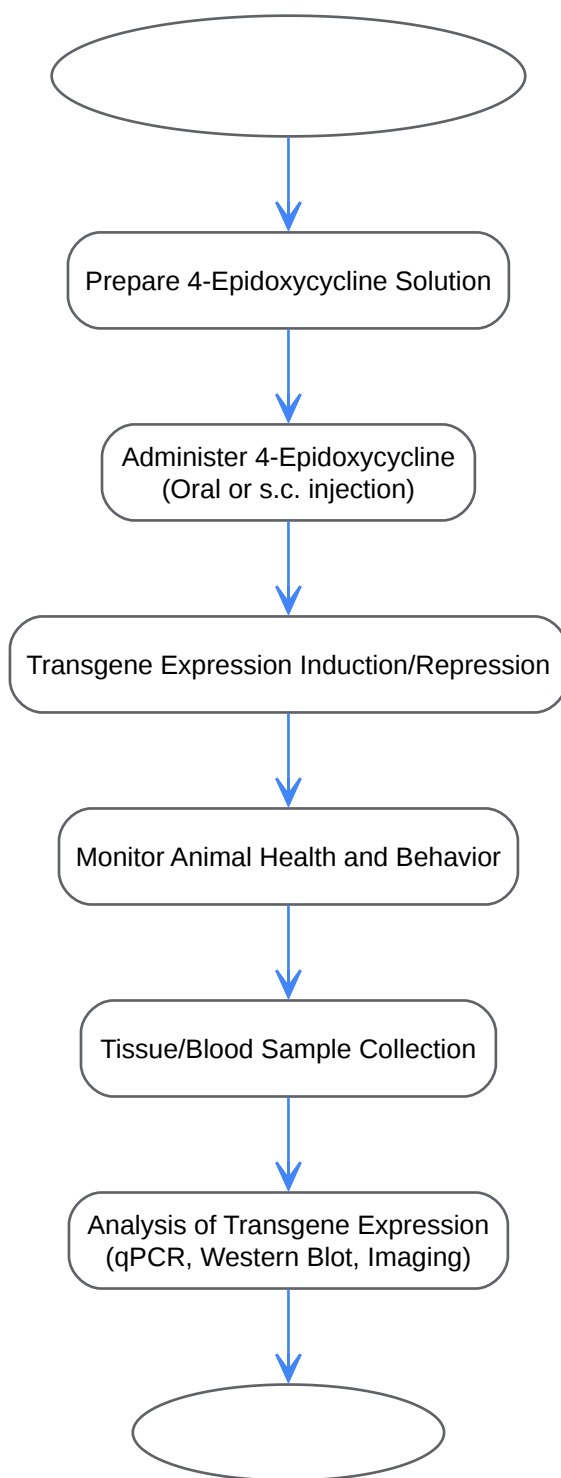 Prepare 4-Epidoxycycline Solution
Administer 4-Epidoxycycline
(Oral or s.c. injection)
Transgene Expression Induction/Repression
Monitor Animal Health and Behavior
Tissue/Blood Sample Collection
Analysis of Transgene Expression
(qPCR, Western Blot, Imaging)